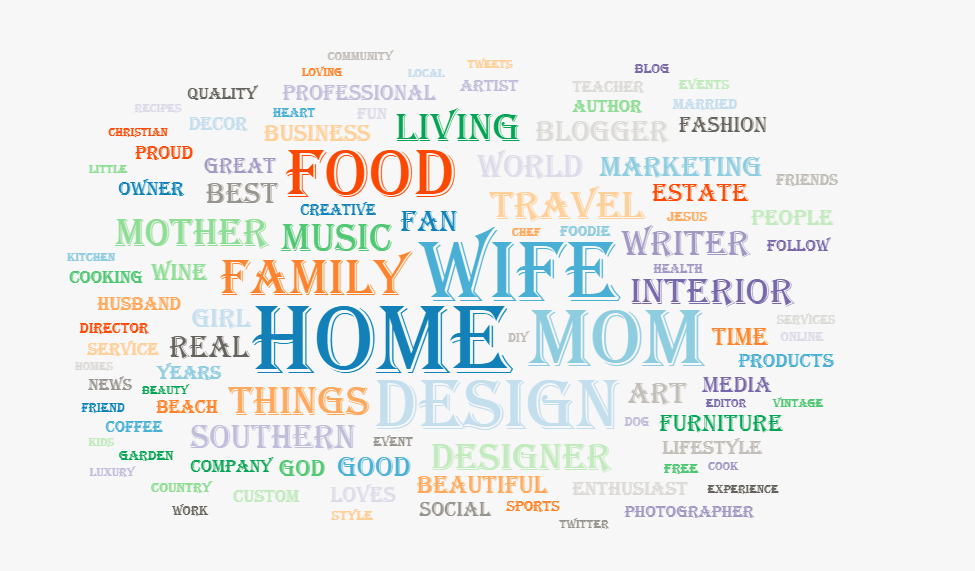 COMMUNITY
TWEETS
LOVING
LOCAL
BLOG
QUALITY
PROFESSIONAL
ARTIST
TEACHER
EVENTS
RECIPES
HEART
FUN
AUTHOR
MARRIED
CHRISTIAN
DECOR
BUSINESS
LIVING
BLOGGER
FASHION
PROUD
GREAT
FOOD
WORLD
MARKETING
LITTLE
OWNER
BEST
ESTATE
FRIENDS
CREATIVE
FAN
TRAVEL
JESUS
PEOPLE
MOTHER
MUSIC
CHEF
FOODIE
WRITER
FOLLOW
KITCHEN
COOKING
WINE
FAMILY
WIFE
HEALTH
INTERIOR
HUSBAND
GIRL
HOME
MOM
SERVICES
DIRECTOR
DIY
TIME
ONLINE
SERVICE
REAL
PRODUCTS
HOMES
YEARS
NEWS
BEAUTY
THINGS
DESIGN
ART
MEDIA
FRIEND
BEACH
EDITOR
VINTAGE
COFFEE
SOUTHERN
EVENT
DOG
FURNITURE
KIDS
GARDEN
DESIGNER
LIFESTYLE
LUXURY
COMPANY
GOD
GOOD
FREE
COOK
COUNTRY
CUSTOM
LOVES
BEAUTIFUL
ENTHUSIAST
EXPERIENCE
WORK
STYLE
SOCIAL
SPORTS
PHOTOGRAPHER
TWITTER